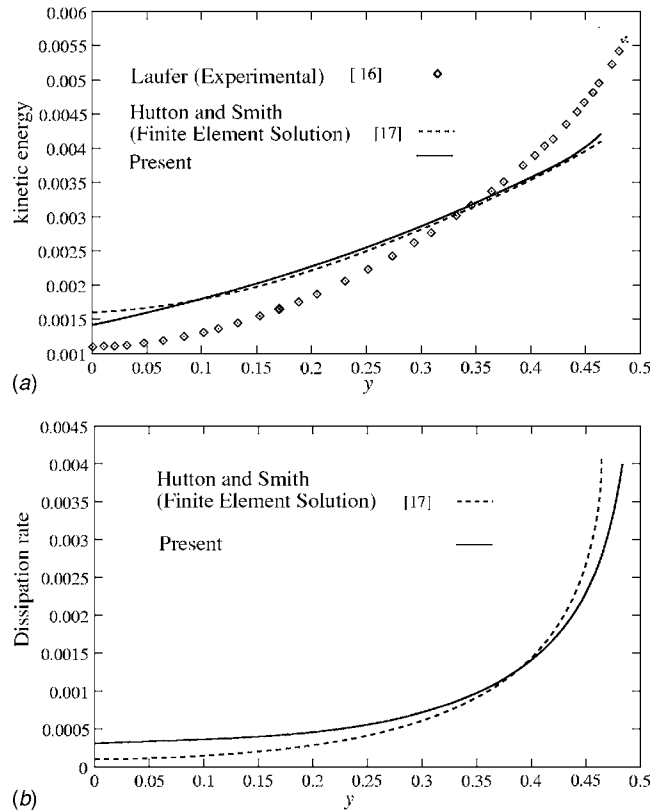 0.006
0.0055
0.005
0.0045
0.004
0.0035
0.003
0.0025
0.002
0.0015
0.001
kinetic energy
Laufer (Experimental) [16]
Hutton and Smith
(Finite Element Solution) [17]
Present
0 0.05 0.1 0.15 0.2 0.25 0.3 0.35 0.4 0.45 0.5
(a) y
0.0045
0.004
0.0035
0.003
0.0025
0.002
0.0015
0.001
0.0005
0
Dissipation rate
Hutton and Smith
(Finite Element Solution) [17]
Present
0 0.05 0.1 0.15 0.2 0.25 0.3 0.35 0.4 0.45 0.5
(b) y